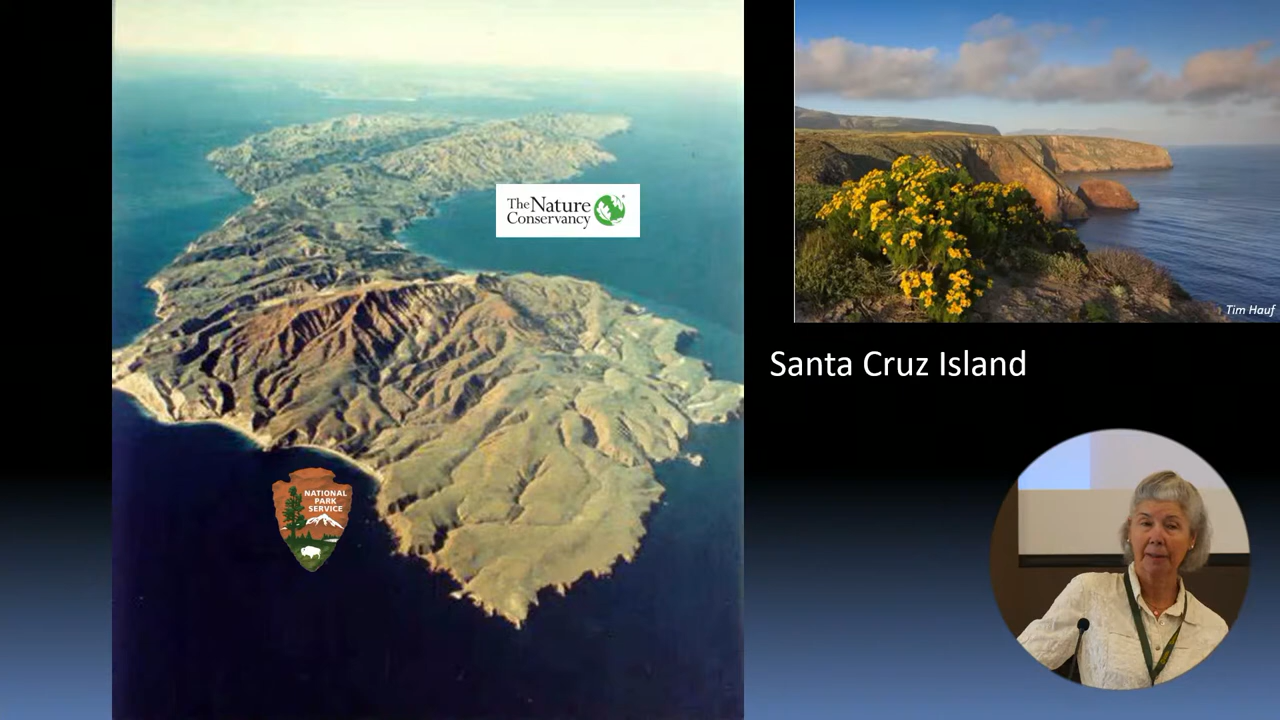 The Nature
Conservancy
NATIONAL
PARK
SERVICE
Tim Hauf
Santa Cruz Island